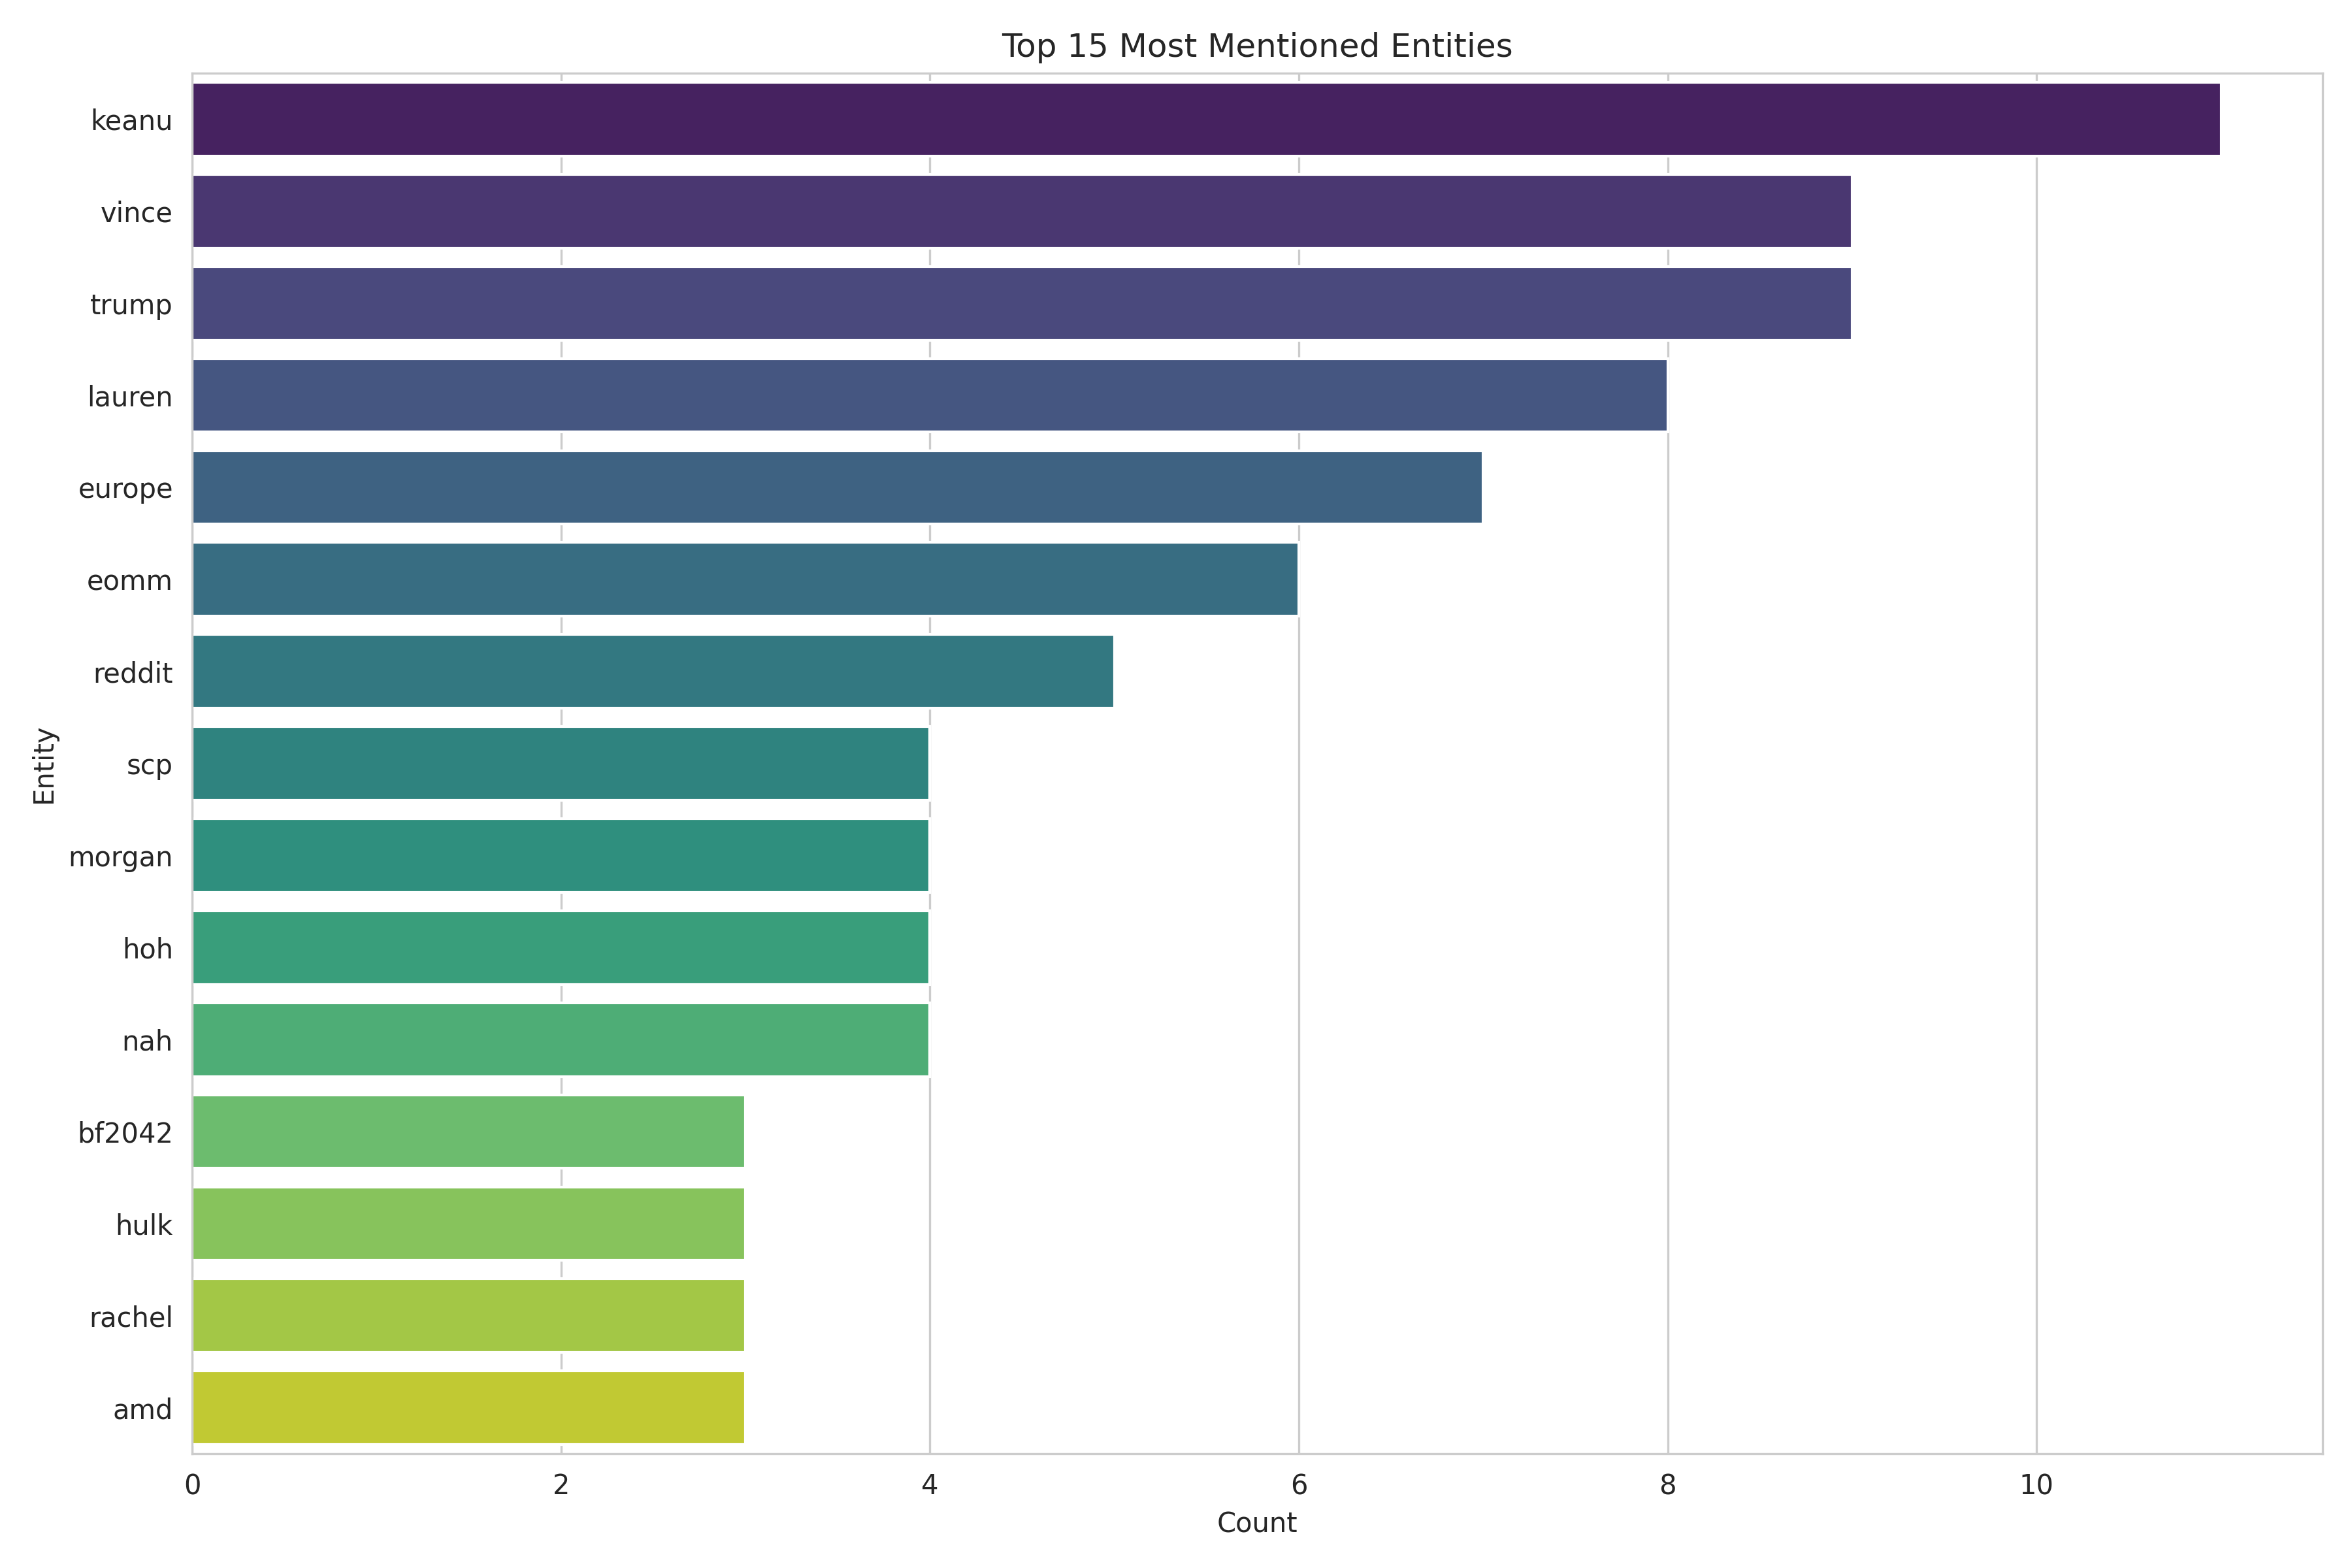 Top 15 Most Mentioned Entities
keanu
vince
trump
lauren
europe
eomm
reddit
scp
morgan
hoh
nah
bf2042
hulk
rachel
amd
Entity
0 2 4 6 8 10
Count